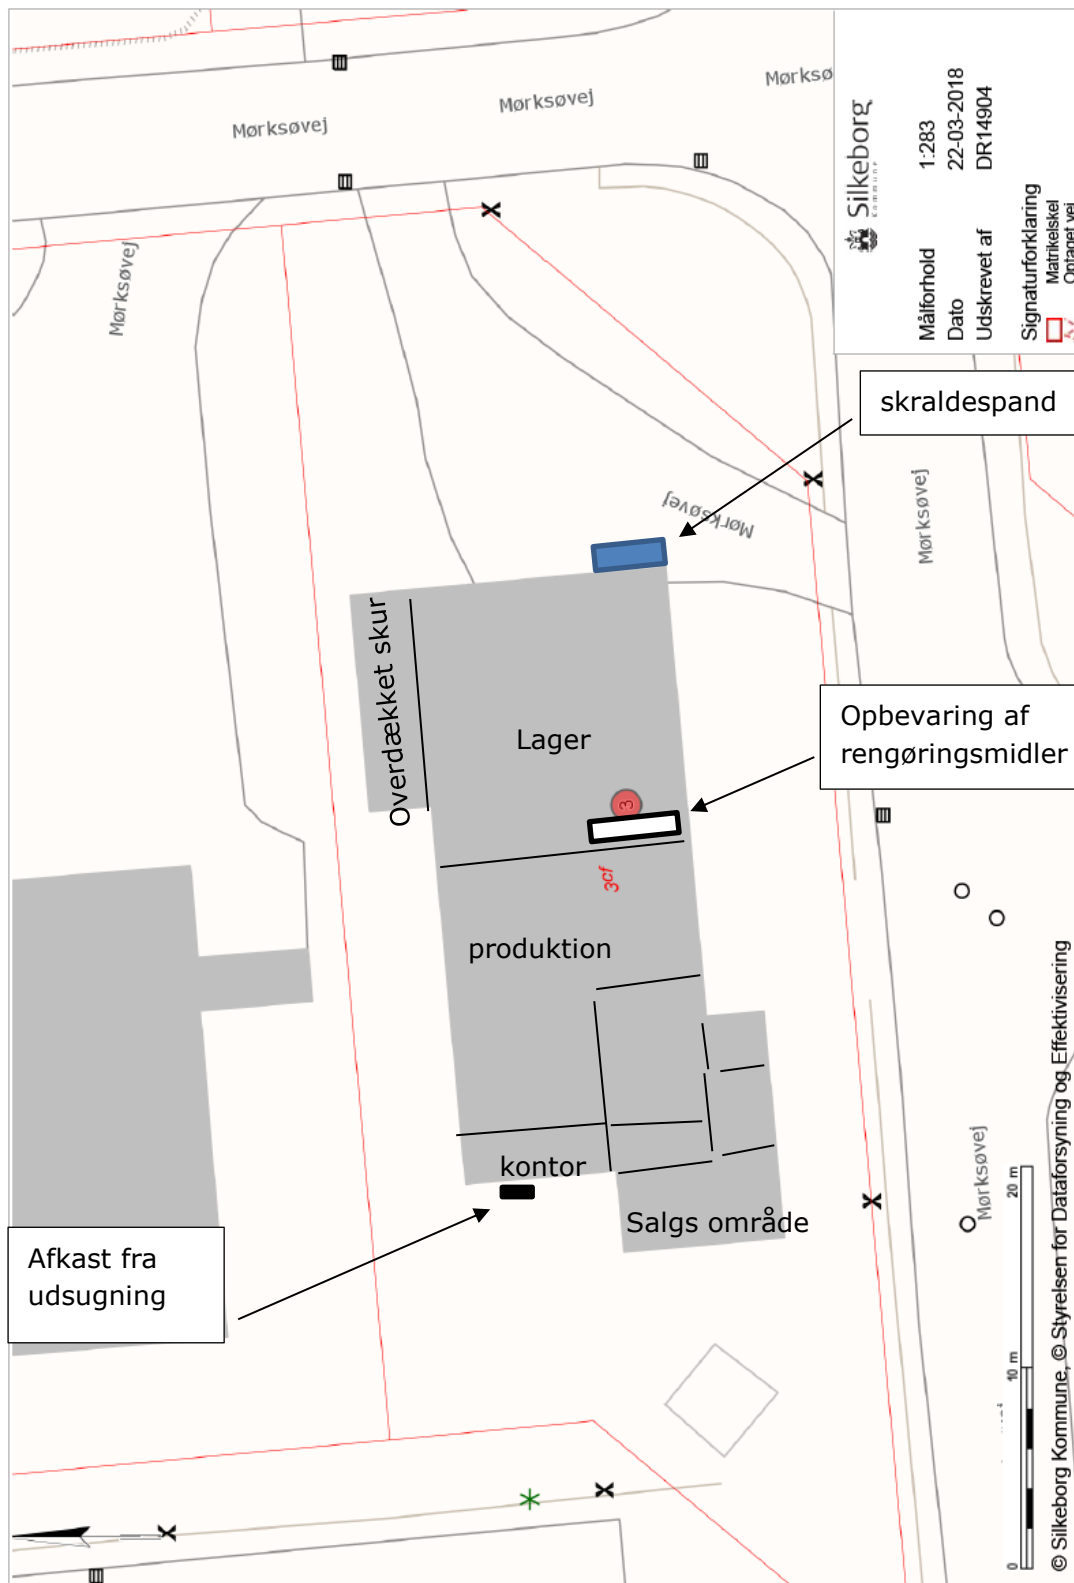 Mørksøvej
Mørksøvej
Mørksø
Mørksøvej
Silkeborg
Kommune
Målforhold 1:283
Dato 22-03-2018
Udskrevet af DR14904
Signaturforklaring
Matrikelskel
Optaget vej
skraldespand
Mørksøvej
Mørksøvej
Overdækket skur
Lager
Opbevaring af
rengøringsmidler
3
3cf
produktion
kontor
Salgs område
Afkast fra
udsugning
Mørksøvej
0 10 m 20 m
© Silkeborg Kommune, © Styrelsen for Dataforsyning og Effektivisering